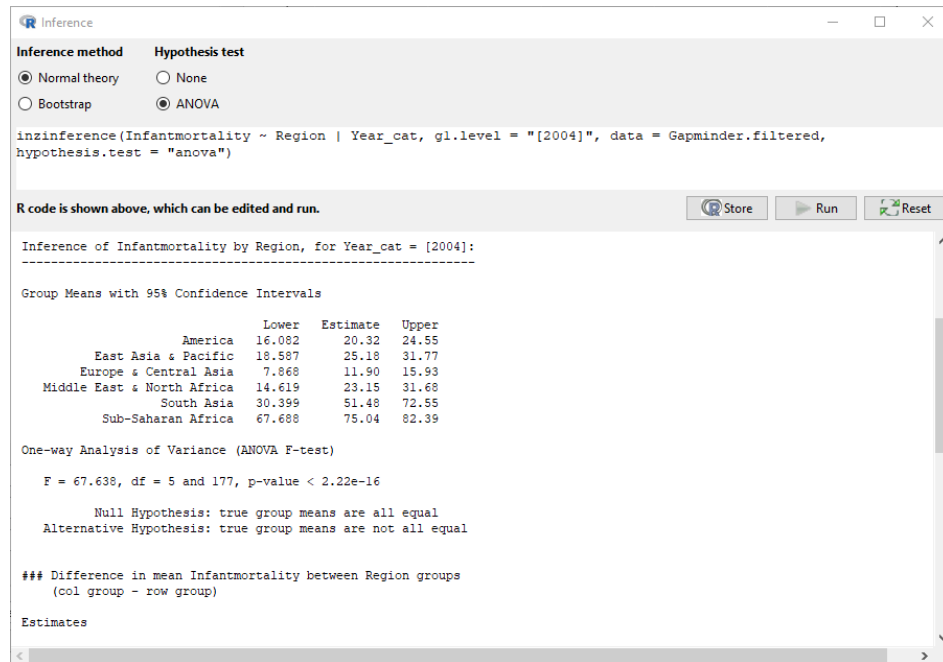 Inference
Inference method Hypothesis test
Normal theory None
Bootstrap ANOVA
inzinference(Infantmortality ~ Region | Year_cat, g1.level = "[2004]", data = Gapminder.filtered,
hypothesis.test = "anova")
R code is shown above, which can be edited and run. Store Run Reset
Inference of Infantmortality by Region, for Year_cat = [2004]:
---------------------------------------------------------------
Group Means with 95% Confidence Intervals
Lower Estimate Upper
America 16.082 20.32 24.55
East Asia & Pacific 18.587 25.18 31.77
Europe & Central Asia 7.868 11.90 15.93
Middle East & North Africa 14.619 23.15 31.68
South Asia 30.399 51.48 72.55
Sub-Saharan Africa 67.688 75.04 82.39
One-way Analysis of Variance (ANOVA F-test)
F = 67.638, df = 5 and 177, p-value < 2.22e-16
Null Hypothesis: true group means are all equal
Alternative Hypothesis: true group means are not all equal
### Difference in mean Infantmortality between Region groups
(col group - row group)
Estimates